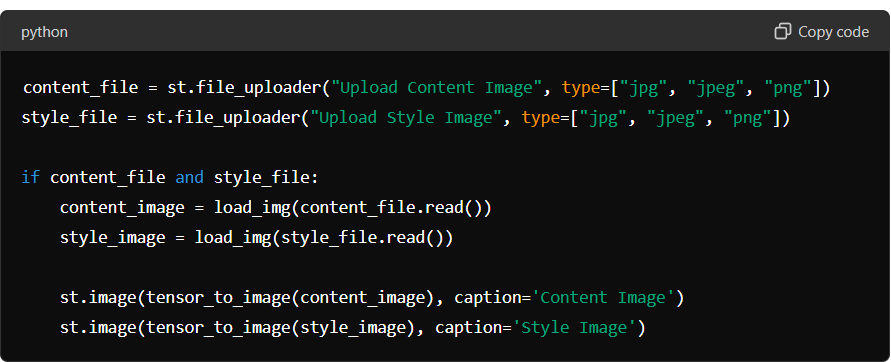 python
Copy code
content_file = st.file_uploader("Upload Content Image", type=["jpg", "jpeg", "png"])
style_file = st.file_uploader("Upload Style Image", type=["jpg", "jpeg", "png"])
if content_file and style_file:
    content_image = load_img(content_file.read())
    style_image = load_img(style_file.read())
    st.image(tensor_to_image(content_image), caption='Content Image')
    st.image(tensor_to_image(style_image), caption='Style Image')